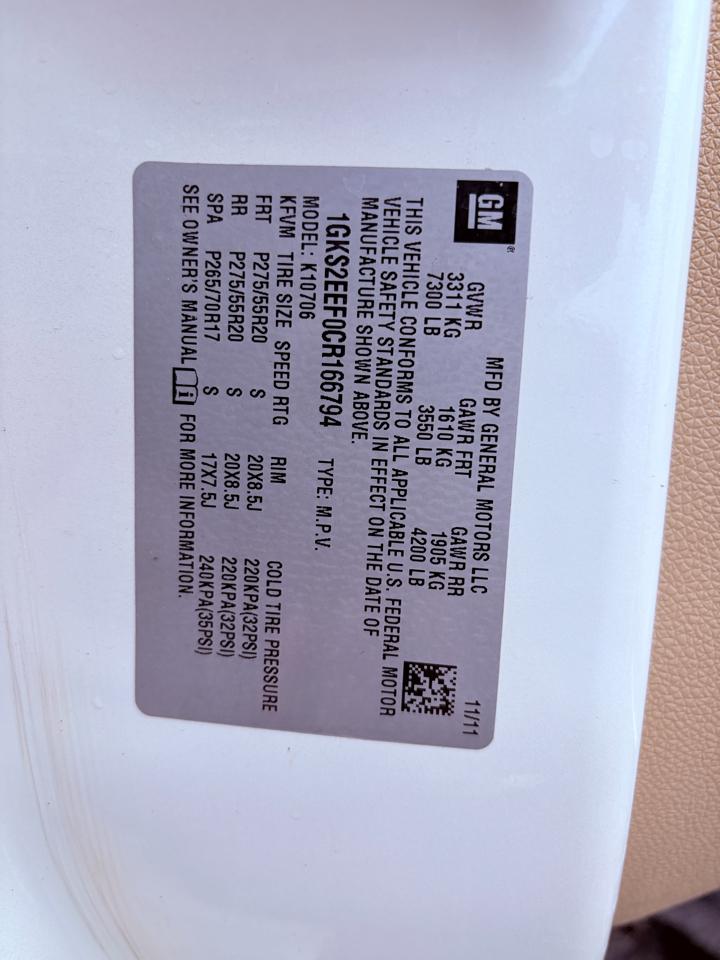 GM
MFD BY GENERAL MOTORS LLC 11/11
GVWR GAWR FRT GAWR RR
3311 KG 1610 KG 1905 KG
7300 LB 3550 LB 4200 LB
THIS VEHICLE CONFORMS TO ALL APPLICABLE U.S. FEDERAL MOTOR
VEHICLE SAFETY STANDARDS IN EFFECT ON THE DATE OF
MANUFACTURE SHOWN ABOVE.
1GKS2EEF0CR166794 TYPE: M.P.V.
MODEL: K10706
KFVM TIRE SIZE SPEED RTG RIM COLD TIRE PRESSURE
FRT P275/55R20 S 20X8.5J 220KPA(32PSI)
RR P275/55R20 S 20X8.5J 220KPA(32PSI)
SPA P265/70R17 S 17X7.5J 240KPA(35PSI)
SEE OWNER'S MANUAL i FOR MORE INFORMATION.